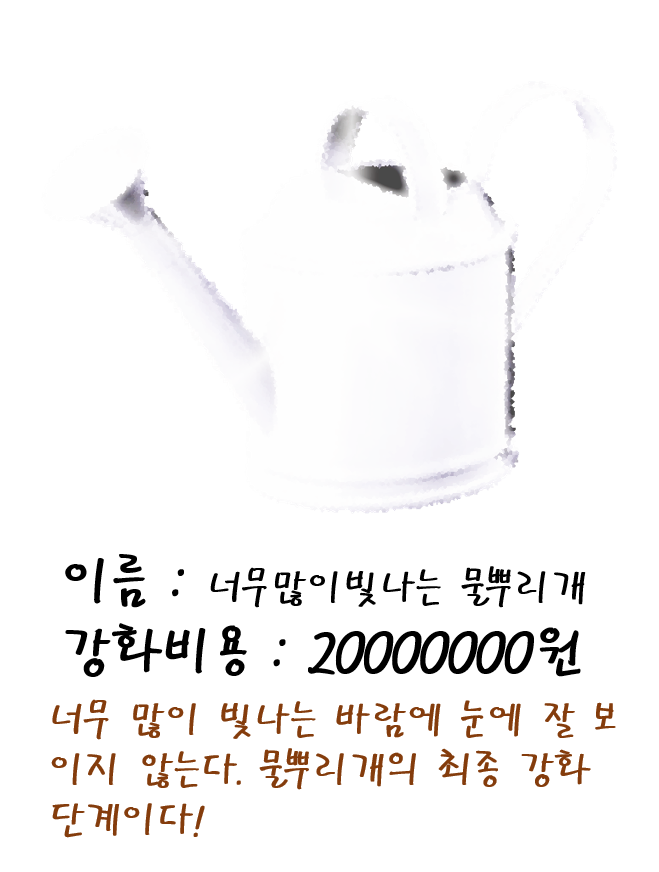 이름 : 너무많이빛나는 물뿌리개
강화비용 : 20000000원
너무 많이 빛나는 바람에 눈에 잘 보
이지 않는다. 물뿌리개의 최종 강화
단계이다!